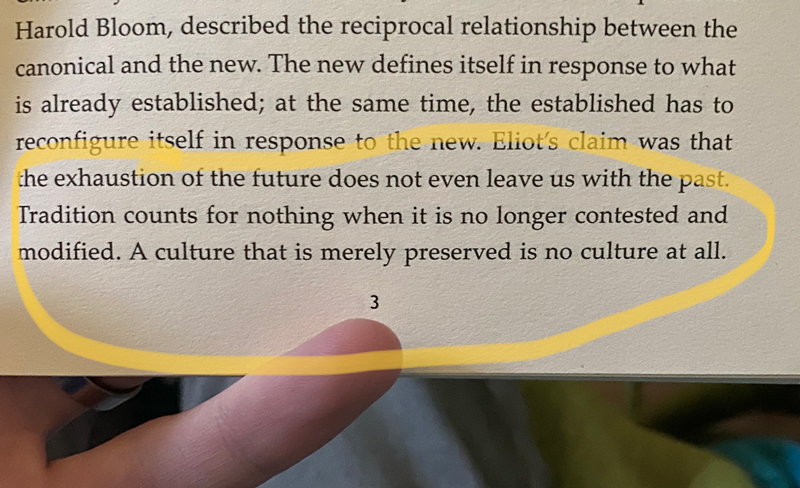 Harold Bloom, described the reciprocal relationship between the
canonical and the new. The new defines itself in response to what
is already established; at the same time, the established has to
reconfigure itself in response to the new. Eliot's claim was that
the exhaustion of the future does not even leave us with the past.
Tradition counts for nothing when it is no longer contested and
modified. A culture that is merely preserved is no culture at all.
3